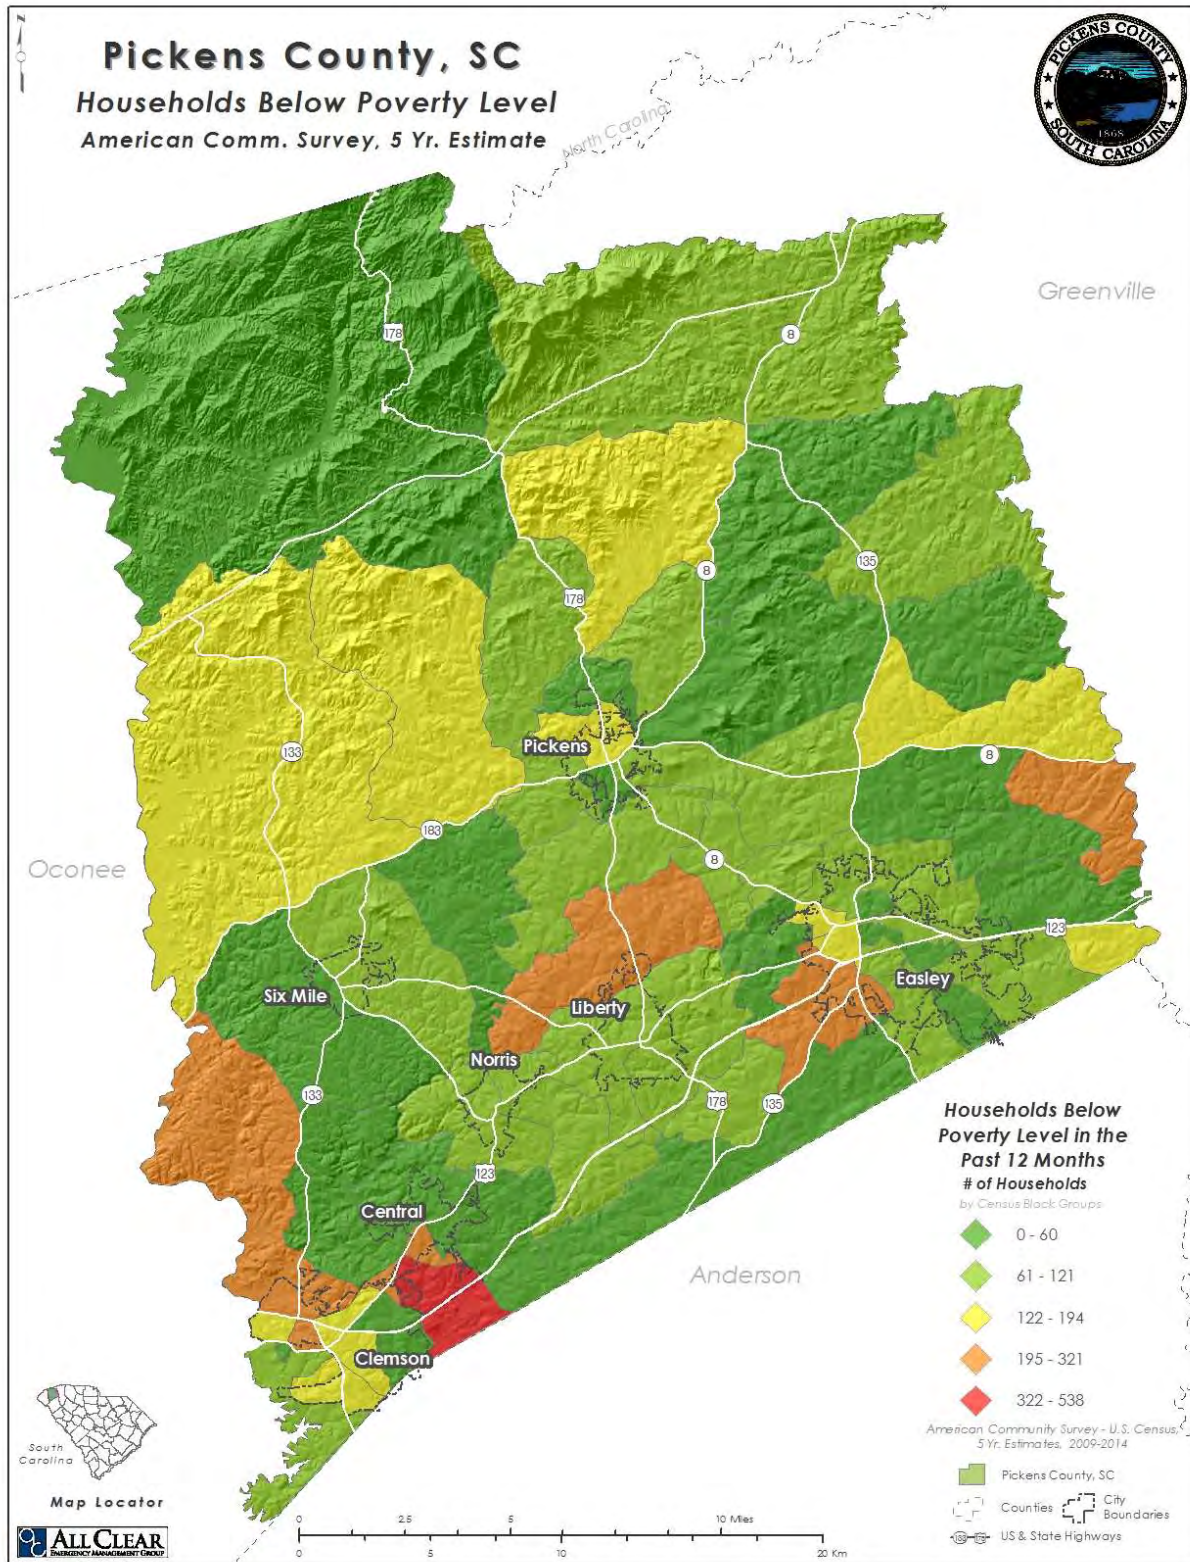 N
Pickens County, SC
Households Below Poverty Level
American Comm. Survey, 5 Yr. Estimate
PICKENS COUNTY
1868
SOUTH CAROLINA
North Carolina
Greenville
178
8
135
8
178
133
Pickens
8
183
8
Oconee
123
Easley
Six Mile
Liberty
Norris
133
178
135
123
Central
Anderson
Clemson
Households Below
Poverty Level in the
Past 12 Months
# of Households
by Census Block Groups
0 - 60
61 - 121
122 - 194
195 - 321
322 - 538
American Community Survey - U.S. Census,
5 Yr. Estimates, 2009-2014
Pickens County, SC
Counties
City
Boundaries
US & State Highways
South
Carolina
Map Locator
ALL CLEAR
EMERGENCY MANAGEMENT GROUP
0 2.5 5 10 Miles
0 5 10 20 Km